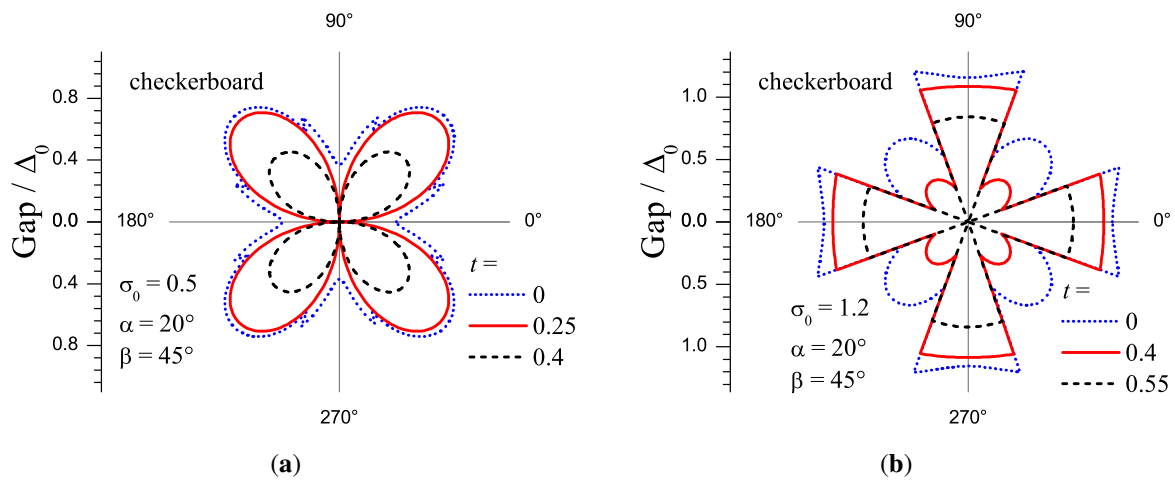 90°
checkerboard
Gap / Δ0
0.8
0.4
0.0
0.4
0.8
180°
0°
270°
σ0 = 0.5
α = 20°
β = 45°
t =
0
0.25
0.4
(a)
90°
checkerboard
Gap / Δ0
1.0
0.5
0.0
0.5
1.0
180°
0°
270°
σ0 = 1.2
α = 20°
β = 45°
t =
0
0.4
0.55
(b)